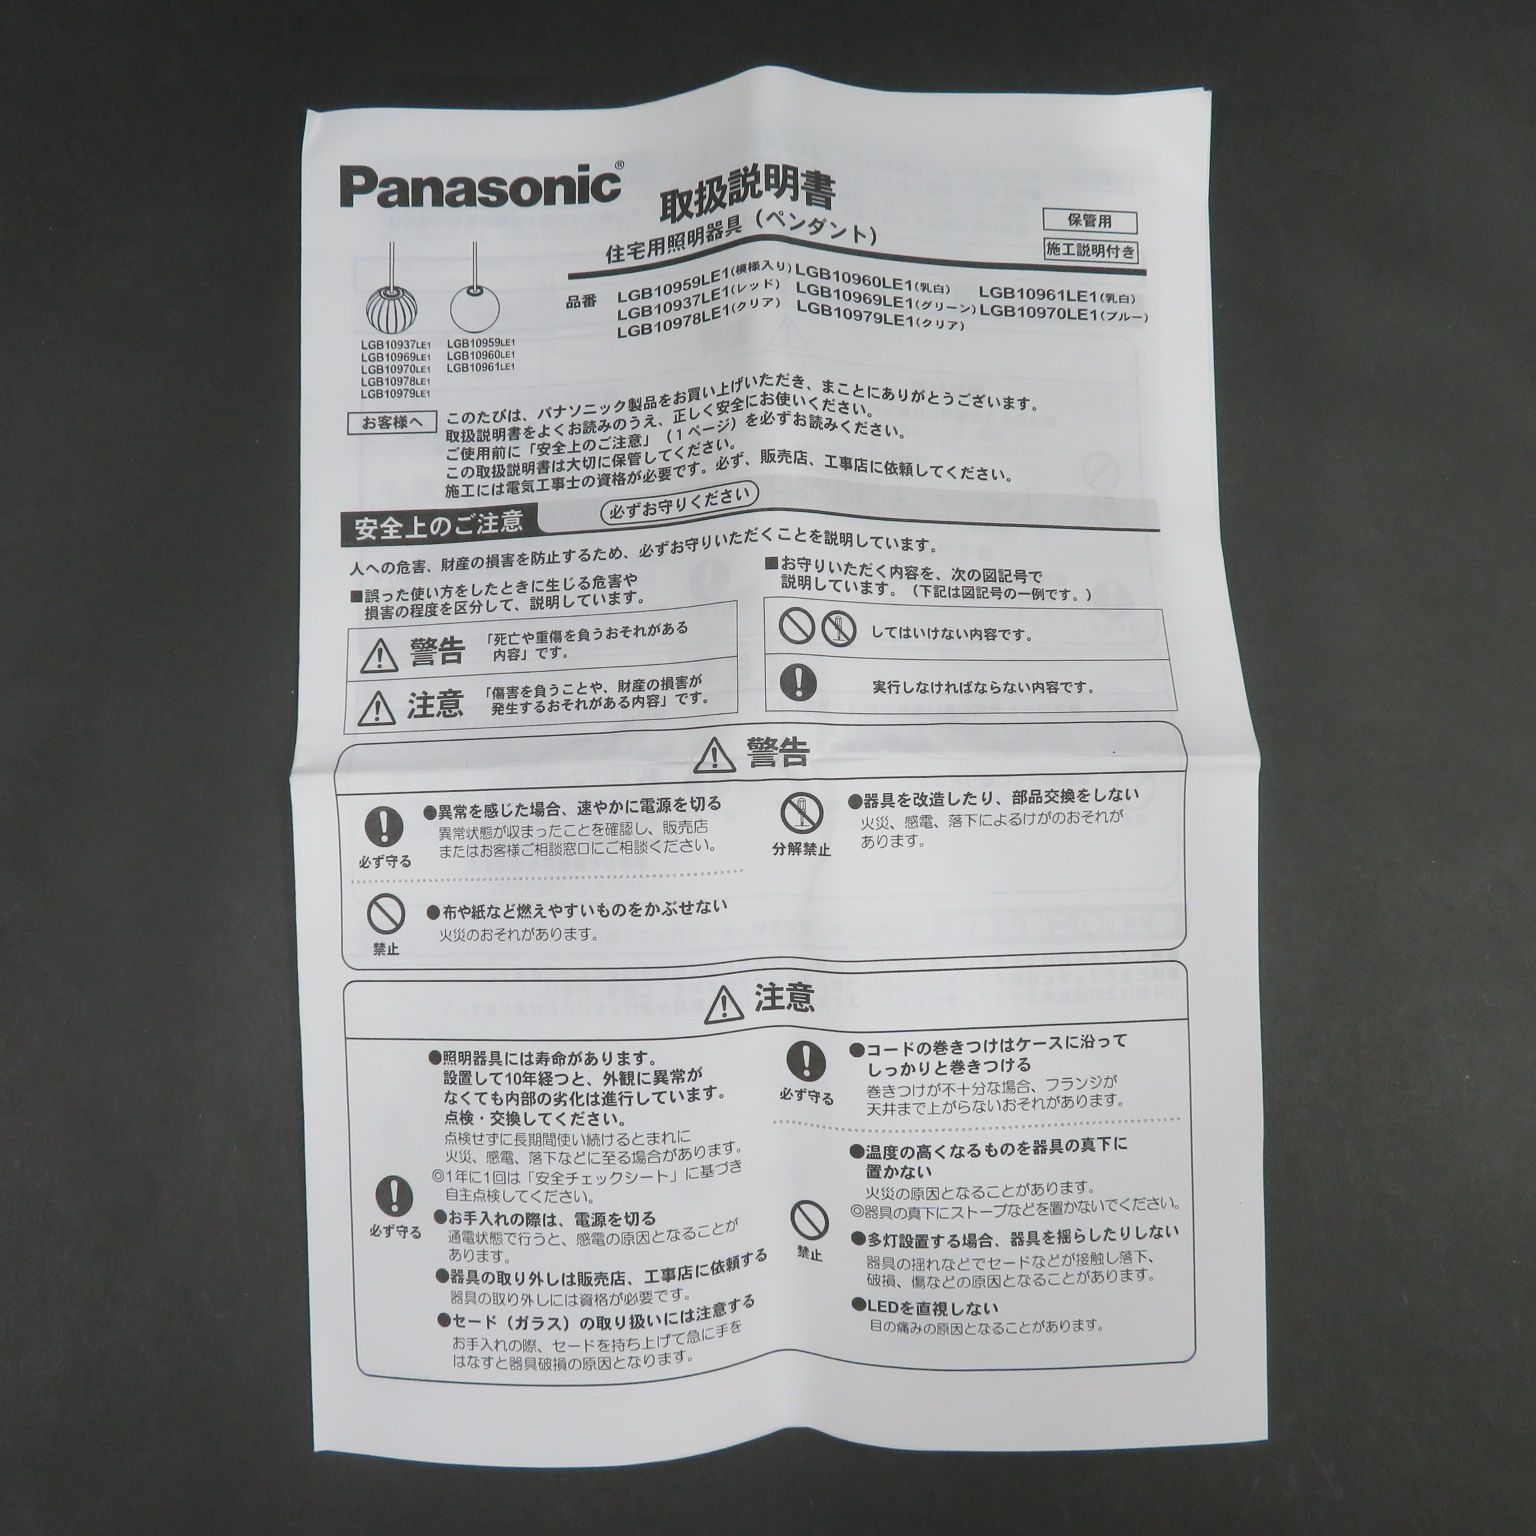 Panasonic®
取扱説明書
住宅用照明器具（ペンダント）
保管用
施工説明付き
品番
LGB10959LE1(模様入り) LGB10960LE1(乳白) LGB10961LE1(乳白)
LGB10937LE1(レッド) LGB10969LE1(グリーン) LGB10970LE1(ブルー)
LGB10978LE1(クリア) LGB10979LE1(クリア)
LGB10937LE1
LGB10969LE1
LGB10970LE1
LGB10978LE1
LGB10979LE1
LGB10959LE1
LGB10960LE1
LGB10961LE1
お客様へ
このたびは、パナソニック製品をお買い上げいただき、まことにありがとうございます。
取扱説明書をよくお読みのうえ、正しく安全にお使いください。
ご使用前に「安全上のご注意」（1ページ）を必ずお読みください。
この取扱説明書は大切に保管してください。
施工には電気工事士の資格が必要です。必ず、販売店、工事店に依頼してください。
安全上のご注意
必ずお守りください
人への危害、財産の損害を防止するため、必ずお守りいただくことを説明しています。
■誤った使い方をしたときに生じる危害や
損害の程度を区分して、説明しています。
警告
「死亡や重傷を負うおそれがある
内容」です。
注意
「傷害を負うことや、財産の損害が
発生するおそれがある内容」です。
■お守りいただく内容を、次の図記号で
説明しています。（下記は図記号の一例です。）
してはいけない内容です。
実行しなければならない内容です。
警告
必ず守る
●異常を感じた場合、速やかに電源を切る
異常状態が収まったことを確認し、販売店
またはお客様ご相談窓口にご相談ください。
禁止
●布や紙など燃えやすいものをかぶせない
火災のおそれがあります。
分解禁止
●器具を改造したり、部品交換をしない
火災、感電、落下によるけがのおそれが
あります。
注意
必ず守る
●照明器具には寿命があります。
設置して10年経つと、外観に異常が
なくても内部の劣化は進行しています。
点検・交換してください。
点検せずに長期間使い続けるとまれに
火災、感電、落下などに至る場合があります。
◎1年に1回は「安全チェックシート」に基づき
自主点検してください。
●お手入れの際は、電源を切る
通電状態で行うと、感電の原因となることが
あります。
●器具の取り外しは販売店、工事店に依頼する
器具の取り外しには資格が必要です。
●セード（ガラス）の取り扱いには注意する
お手入れの際、セードを持ち上げて急に手を
はなすと器具破損の原因となります。
必ず守る
●コードの巻きつけはケースに沿って
しっかりと巻きつける
巻きつけが不十分な場合、フランジが
天井まで上がらないおそれがあります。
禁止
●温度の高くなるものを器具の真下に
置かない
火災の原因となることがあります。
◎器具の真下にストーブなどを置かないでください。
●多灯設置する場合、器具を揺らしたりしない
器具の揺れなどでセードなどが接触し落下、
破損、傷などの原因となることがあります。
●LEDを直視しない
目の痛みの原因となることがあります。